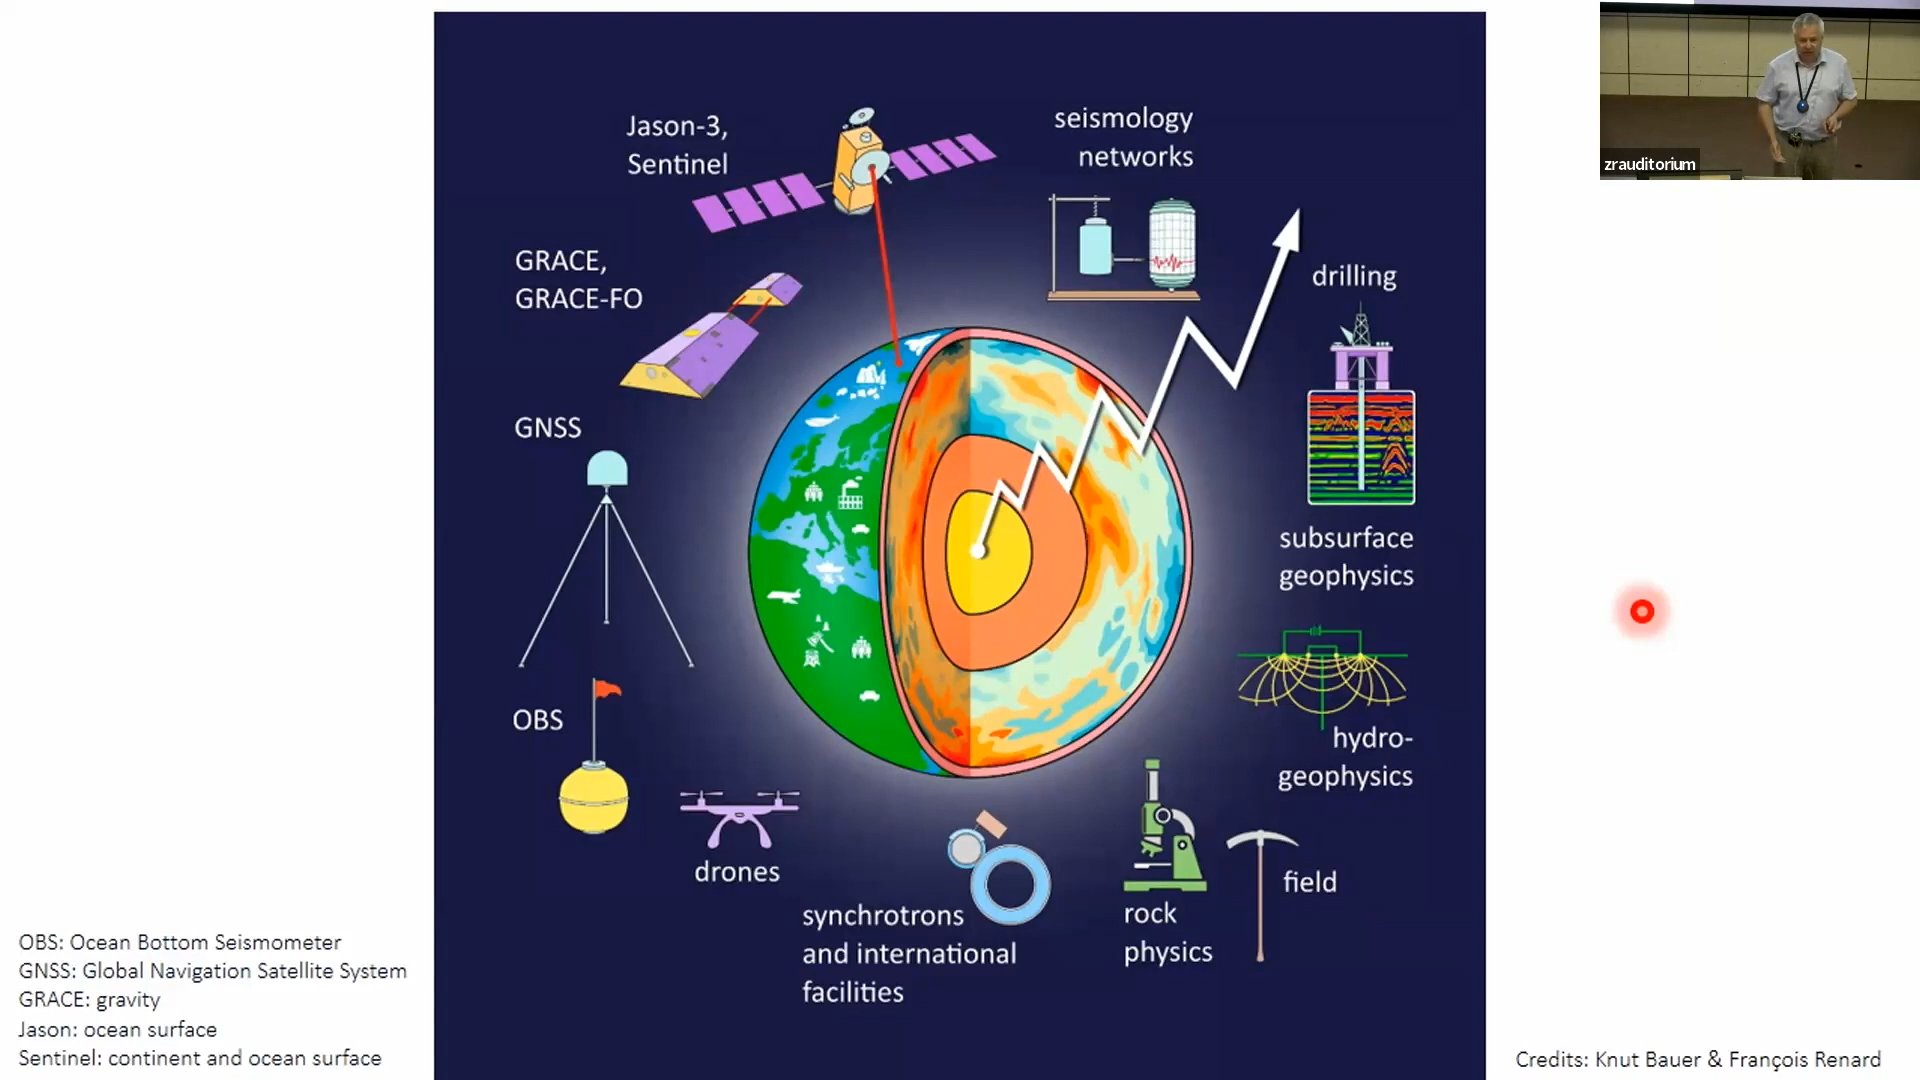 Jason-3,
Sentinel
seismology
networks
zrauditorium
GRACE,
GRACE-FO
drilling
GNSS
subsurface
geophysics
OBS
hydro-
geophysics
drones
field
synchrotrons
and international
facilities
rock
physics
OBS: Ocean Bottom Seismometer
GNSS: Global Navigation Satellite System
GRACE: gravity
Jason: ocean surface
Sentinel: continent and ocean surface
Credits: Knut Bauer & François Renard